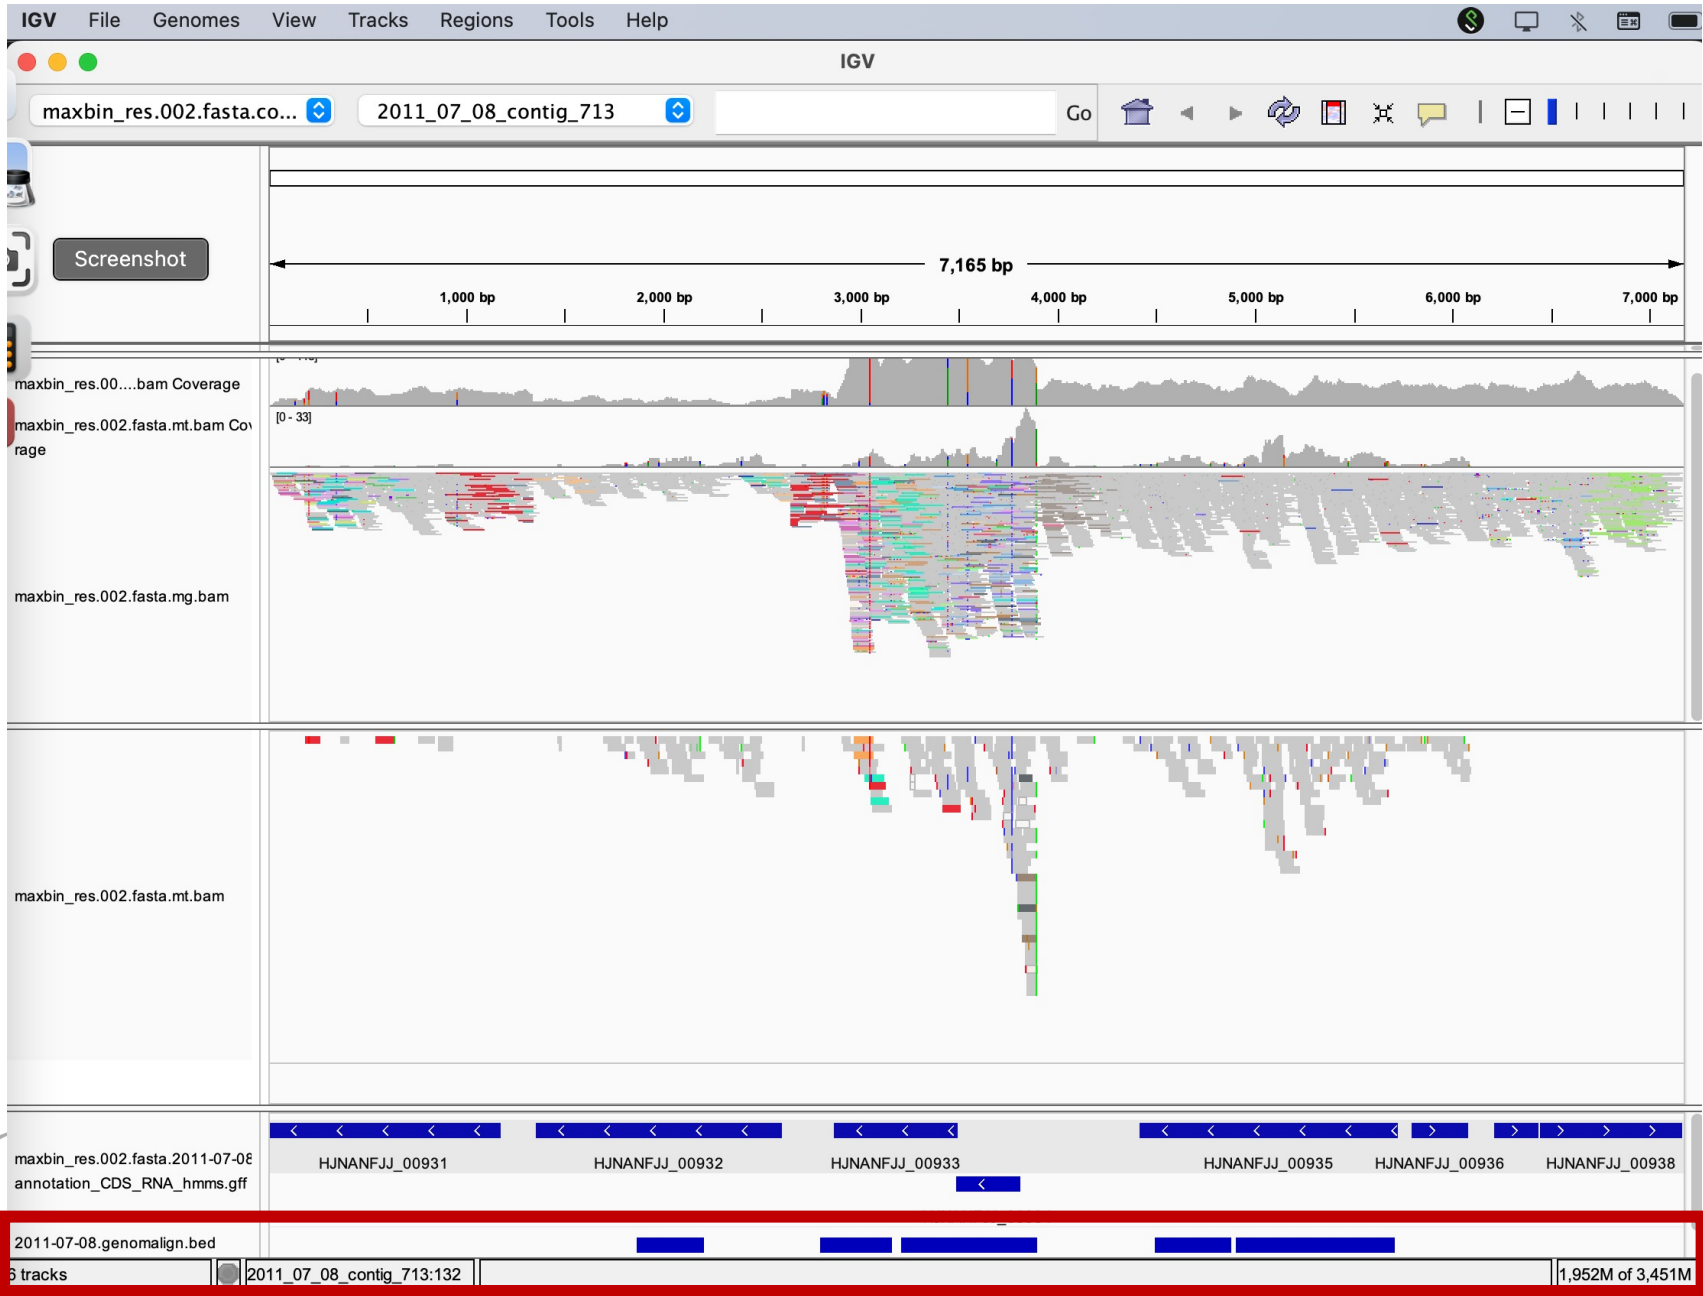 IGV File Genomes View Tracks Regions Tools Help
IGV
maxbin_res.002.fasta.co... 2011_07_08_contig_713 Go
Screenshot
7,165 bp
1,000 bp 2,000 bp 3,000 bp 4,000 bp 5,000 bp 6,000 bp 7,000 bp
maxbin_res.00....bam Coverage
[0 - 33]
maxbin_res.002.fasta.mt.bam Cov
rage
maxbin_res.002.fasta.mg.bam
maxbin_res.002.fasta.mt.bam
maxbin_res.002.fasta.2011-07-08
annotation_CDS_RNA_hmms.gff
HJNANFJJ_00931 HJNANFJJ_00932 HJNANFJJ_00933 HJNANFJJ_00935 HJNANFJJ_00936 HJNANFJJ_00938
2011-07-08.genomalign.bed
6 tracks 2011_07_08_contig_713:132 1,952M of 3,451M